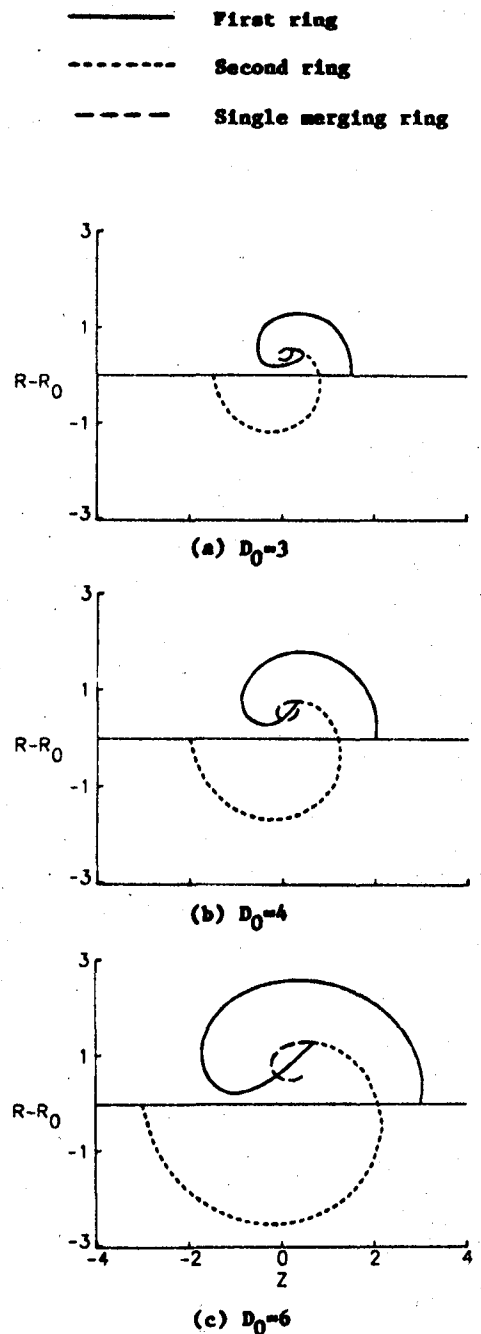 First ring
Second ring
Single merging ring
3
1
R-R0
-1
-3
(a) D0=3
3
1
R-R0
-1
-3
(b) D0=4
3
1
R-R0
-1
-3
-4 -2 0 2 4
Z
(c) D0=6